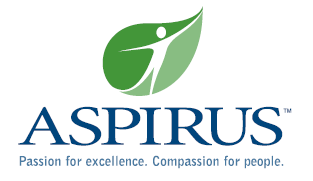 ASPIRUS™
Passion for excellence. Compassion for people.